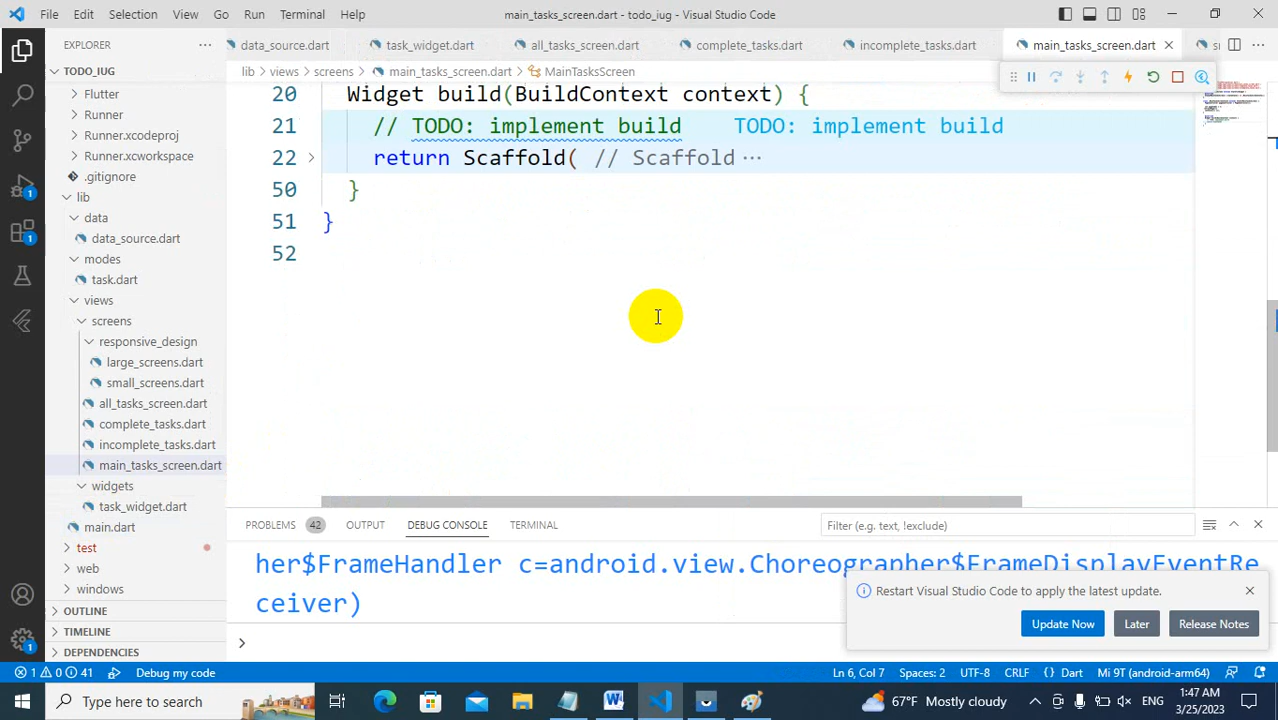 File Edit Selection View Go Run Terminal Help
main_tasks_screen.dart - todo_iug - Visual Studio Code
EXPLORER
data_source.dart task_widget.dart all_tasks_screen.dart complete_tasks.dart incomplete_tasks.dart main_tasks_screen.dart
TODO_IUG
lib > views > screens > main_tasks_screen.dart > MainTasksScreen
Flutter
Runner
Runner.xcodeproj
Runner.xcworkspace
.gitignore
lib
data
data_source.dart
modes
task.dart
views
screens
responsive_design
large_screens.dart
small_screens.dart
all_tasks_screen.dart
complete_tasks.dart
incomplete_tasks.dart
main_tasks_screen.dart
widgets
task_widget.dart
main.dart
test
web
windows
OUTLINE
TIMELINE
DEPENDENCIES
1
1
20 Widget build(BuildContext context) {
21 // TODO: implement build TODO: implement build
22 return Scaffold( // Scaffold ···
50 }
51 }
52
PROBLEMS 42 OUTPUT DEBUG CONSOLE TERMINAL
Filter (e.g. text, !exclude)
her$FrameHandler c=android.view.Choreographer$FrameDisplayEventRe
ceiver)
>
Restart Visual Studio Code to apply the latest update.
Update Now Later Release Notes
1 0 41 Debug my code
Ln 6, Col 7 Spaces: 2 UTF-8 CRLF {} Dart Mi 9T (android-arm64)
Type here to search
67°F Mostly cloudy
ENG
1:47 AM
3/25/2023